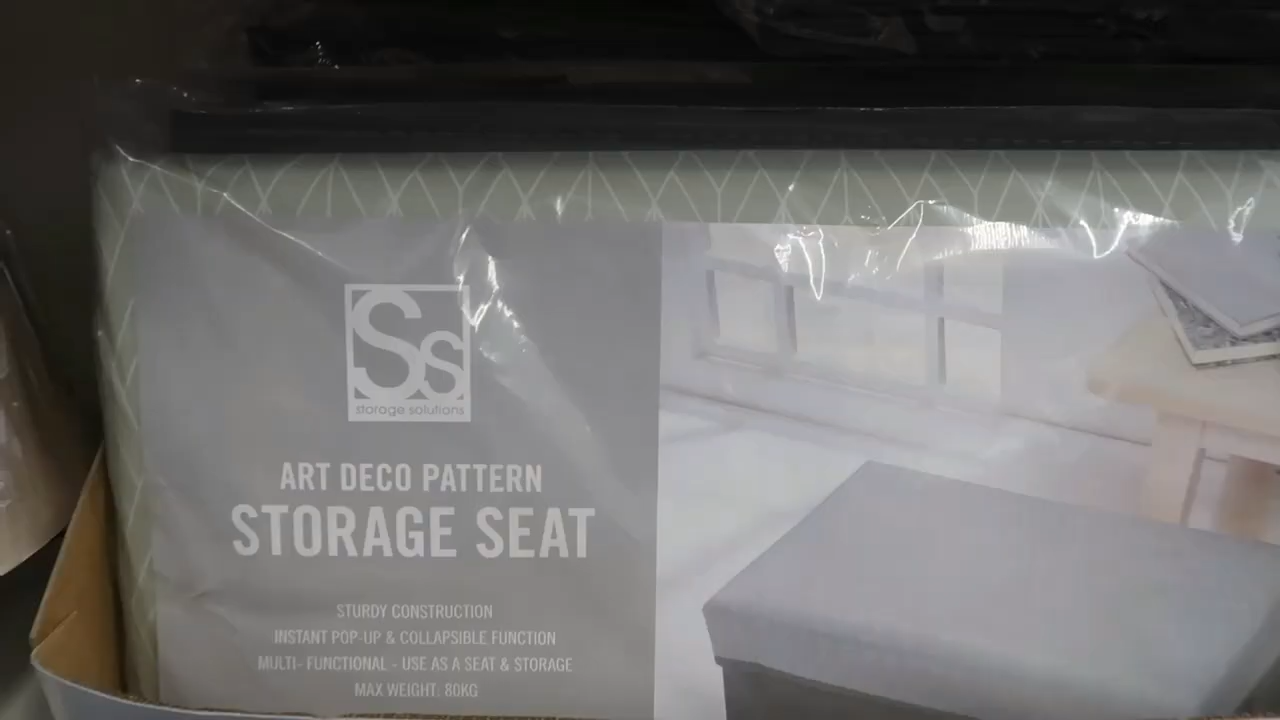 Ss
storage solutions
ART DECO PATTERN
STORAGE SEAT
STURDY CONSTRUCTION
INSTANT POP-UP & COLLAPSIBLE FUNCTION
MULTI- FUNCTIONAL - USE AS A SEAT & STORAGE
MAX WEIGHT: 80KG